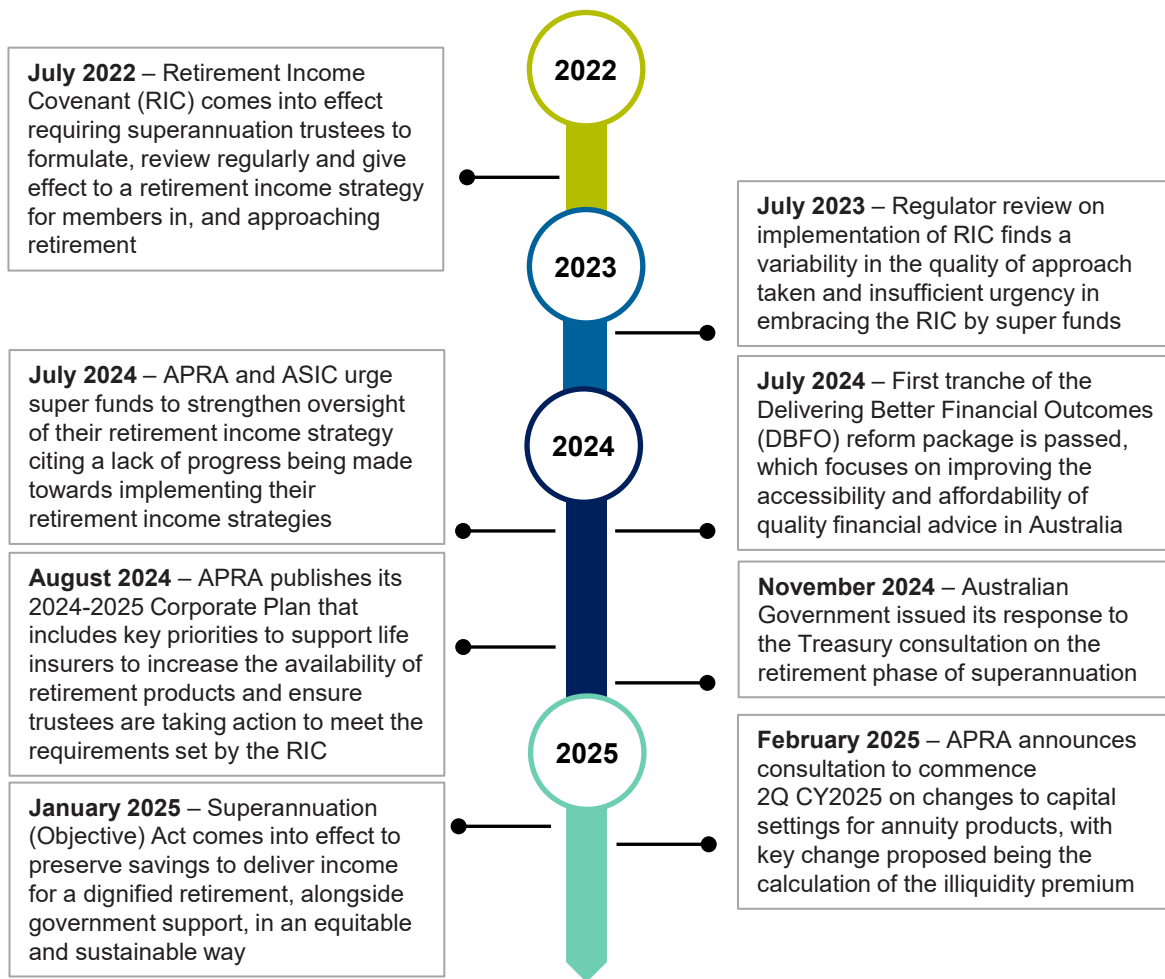 2022
July 2022 – Retirement Income
Covenant (RIC) comes into effect
requiring superannuation trustees to
formulate, review regularly and give
effect to a retirement income strategy
for members in, and approaching
retirement
2023
July 2023 – Regulator review on
implementation of RIC finds a
variability in the quality of approach
taken and insufficient urgency in
embracing the RIC by super funds
2024
July 2024 – APRA and ASIC urge
super funds to strengthen oversight
of their retirement income strategy
citing a lack of progress being made
towards implementing their
retirement income strategies
July 2024 – First tranche of the
Delivering Better Financial Outcomes
(DBFO) reform package is passed,
which focuses on improving the
accessibility and affordability of
quality financial advice in Australia
August 2024 – APRA publishes its
2024-2025 Corporate Plan that
includes key priorities to support life
insurers to increase the availability of
retirement products and ensure
trustees are taking action to meet the
requirements set by the RIC
November 2024 – Australian
Government issued its response to
the Treasury consultation on the
retirement phase of superannuation
2025
January 2025 – Superannuation
(Objective) Act comes into effect to
preserve savings to deliver income
for a dignified retirement, alongside
government support, in an equitable
and sustainable way
February 2025 – APRA announces
consultation to commence
2Q CY2025 on changes to capital
settings for annuity products, with
key change proposed being the
calculation of the illiquidity premium